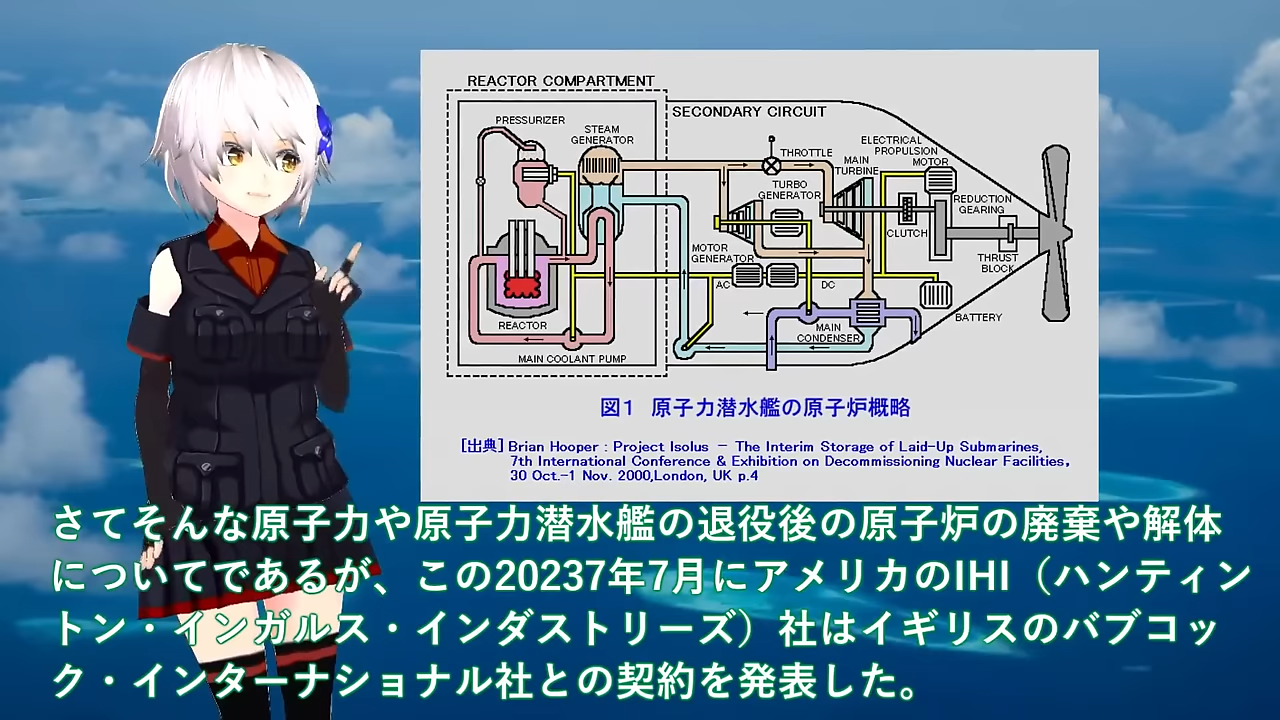 REACTOR COMPARTMENT
SECONDARY CIRCUIT
PRESSURIZER
STEAM
GENERATOR
THROTTLE
ELECTRICAL
PROPULSION
MOTOR
MAIN
TURBINE
TURBO
GENERATOR
REDUCTION
GEARING
CLUTCH
MOTOR
GENERATOR
THRUST
BLOCK
AC
DC
BATTERY
REACTOR
MAIN
CONDENSER
MAIN COOLANT PUMP
図1 原子力潜水艦の原子炉概略
[出典] Brian Hooper : Project Isolus － The Interim Storage of Laid-Up Submarines,
7th International Conference & Exhibition on Decommissioning Nuclear Facilities,
30 Oct.-1 Nov. 2000,London, UK p.4
さてそんな原子力や原子力潜水艦の退役後の原子炉の廃棄や解体
についてであるが、この20237年7月にアメリカのIHI（ハンティン
トン・インガルス・インダストリーズ）社はイギリスのバブコッ
ク・インターナショナル社との契約を発表した。